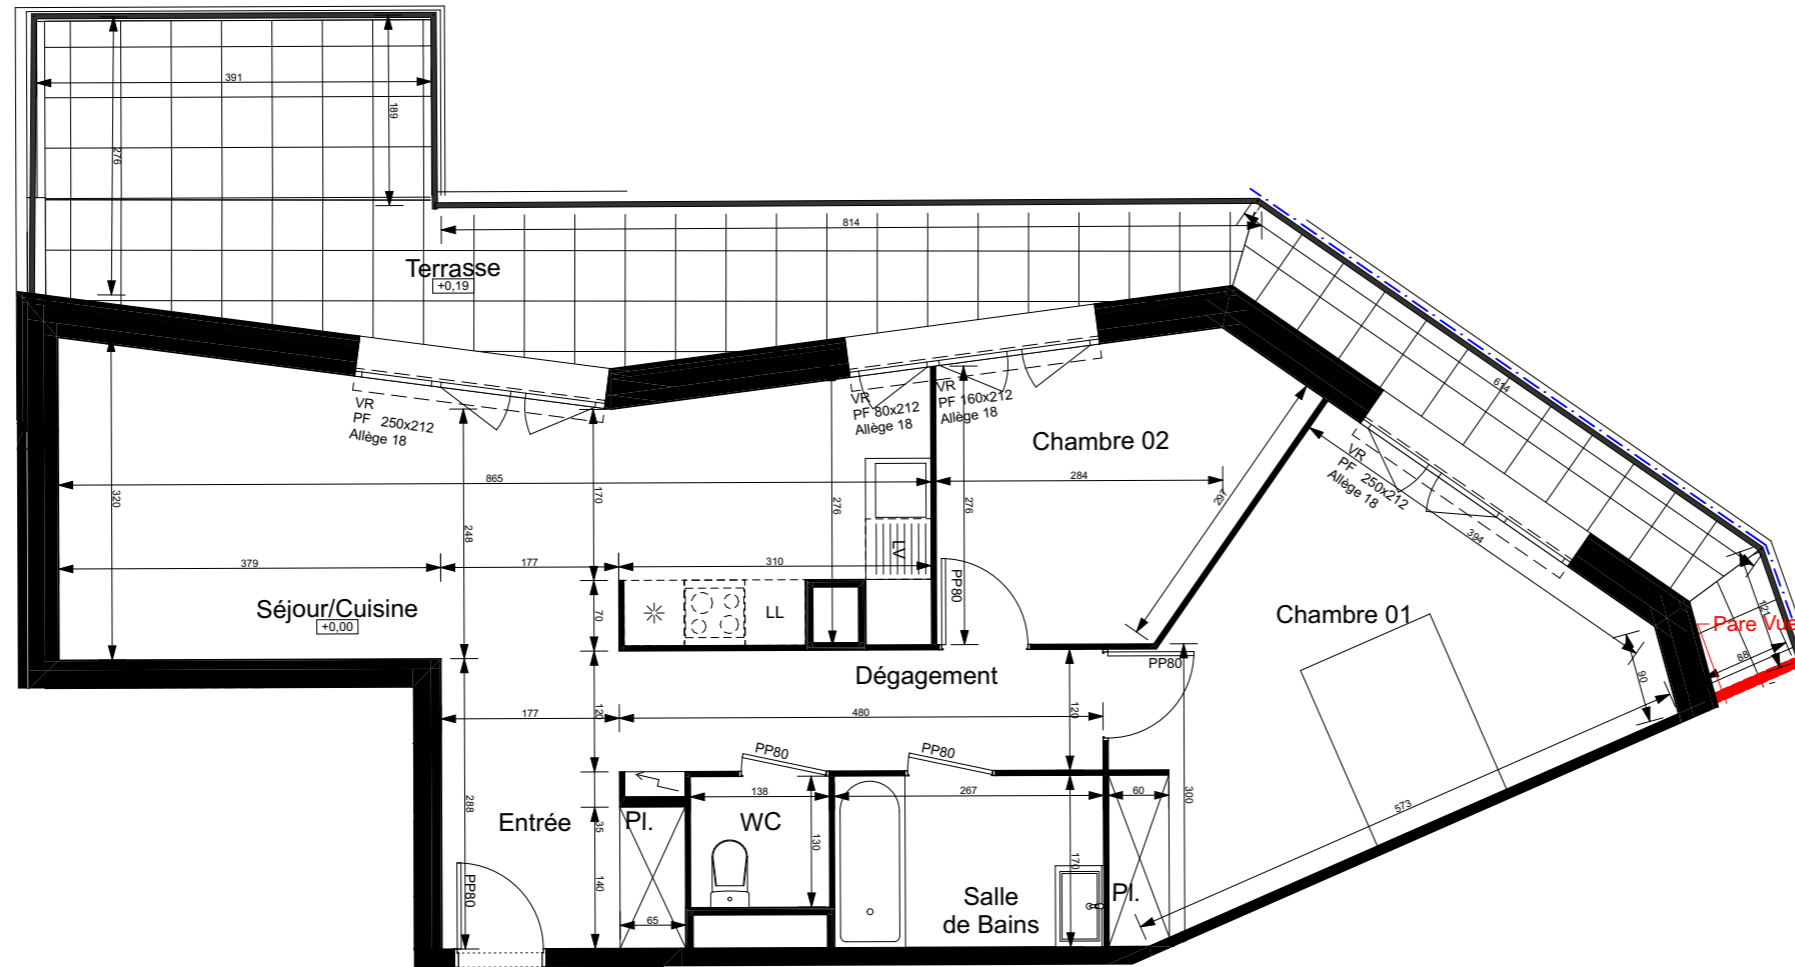 391
189
276
814
Terrasse
+0,19
614
VR
PF 250x212
Allège 18
VR
PF 80x212
Allège 18
VR
PF 160x212
Allège 18
Chambre 02
VR
PF 250x212
Allège 18
865
284
320
170
276
276
297
248
394
LV
379
177
310
PP80
Séjour/Cuisine
+0,00
70
LL
Chambre 01
121
Pare Vue
88
90
Dégagement
PP80
177
120
480
120
PP80
PP80
288
138
267
60
300
573
Entrée
35
Pl.
WC
130
170
PP80
140
65
Salle
de Bains
Pl.